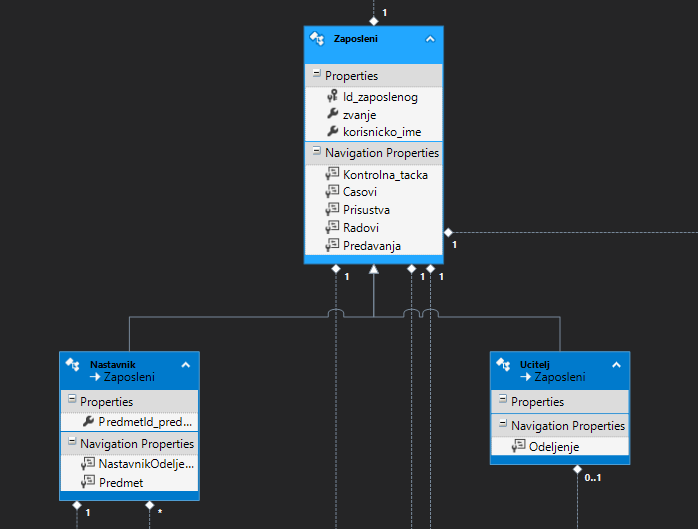 1
Zaposleni
Properties
Id_zaposlenog
zvanje
korisnicko_ime
Navigation Properties
Kontrolna_tacka
Casovi
Prisustva
Radovi
Predavanja
1
1
1
1
Nastavnik
Zaposleni
Properties
PredmetId_pred...
Navigation Properties
NastavnikOdelje...
Predmet
1
*
Ucitelj
Zaposleni
Properties
Navigation Properties
Odeljenje
0..1